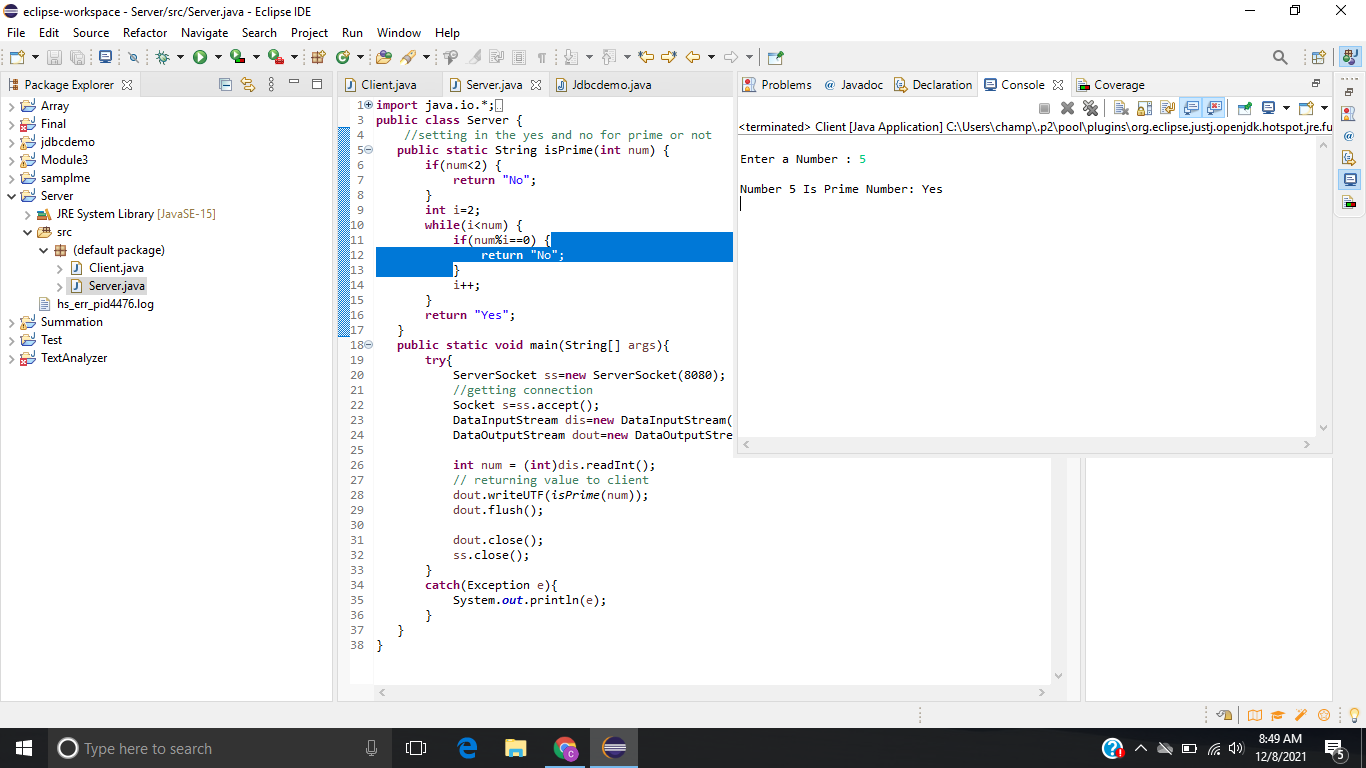 eclipse-workspace - Server/src/Server.java - Eclipse IDE
File Edit Source Refactor Navigate Search Project Run Window Help
Package Explorer
Array
Final
jdbcdemo
Module3
samplme
Server
JRE System Library [JavaSE-15]
src
(default package)
Client.java
Server.java
hs_err_pid4476.log
Summation
Test
TextAnalyzer
Client.java Server.java Jdbcdemo.java
1 import java.io.*;
3 public class Server {
4 //setting in the yes and no for prime or not
5 public static String isPrime(int num) {
6 if(num<2) {
7 return "No";
8 }
9 int i=2;
10 while(i<num) {
11 if(num%i==0) {
12 return "No";
13 }
14 i++;
15 }
16 return "Yes";
17 }
18 public static void main(String[] args){
19 try{
20 ServerSocket ss=new ServerSocket(8080);
21 //getting connection
22 Socket s=ss.accept();
23 DataInputStream dis=new DataInputStream(
24 DataOutputStream dout=new DataOutputStre
25
26 int num = (int)dis.readInt();
27 // returning value to client
28 dout.writeUTF(isPrime(num));
29 dout.flush();
30
31 dout.close();
32 ss.close();
33 }
34 catch(Exception e){
35 System.out.println(e);
36 }
37 }
38 }
Problems @ Javadoc Declaration Console Coverage
<terminated> Client [Java Application] C:\Users\champ\.p2\pool\plugins\org.eclipse.justj.openjdk.hotspot.jre.fu
Enter a Number : 5
Number 5 Is Prime Number: Yes
Type here to search
8:49 AM
12/8/2021
5